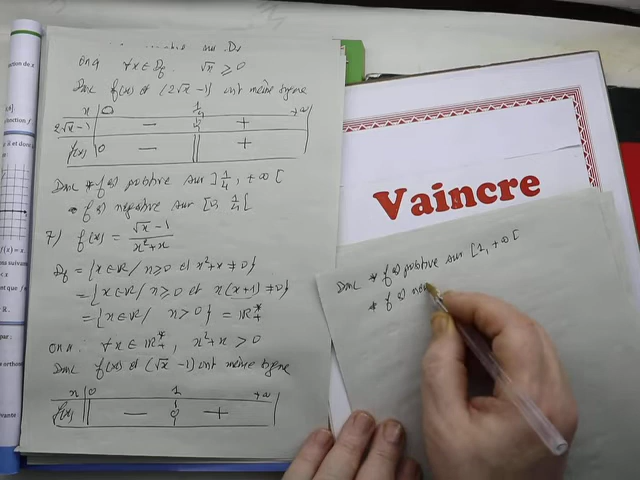 sur D
on a ∀x ∈ Df √x ≥ 0
Donc f(x) et (2√x − 1) ont même signe
x 0 1/4 +∞
2√x−1 − 0 +
f(x) 0 − +
Donc * f(x) positive sur ]1/4, +∞[
* f(x) négative sur [0, 1/4[
7) f(x) = √x − 1 / x²+x
Df = {x∈ℝ/ x≥0 et x²+x≠0}
= {x∈ℝ/ x≥0 et x(x+1)≠0}
= {x∈ℝ/ x>0} = ℝ*+
on a : ∀x∈ℝ*+, x²+x > 0
Donc f(x) et (√x −1) ont même signe
x 0 1 +∞
f(x) − 0 +
Vaincre
Donc * f(x) positive sur [1, +∞[
* f(x) né